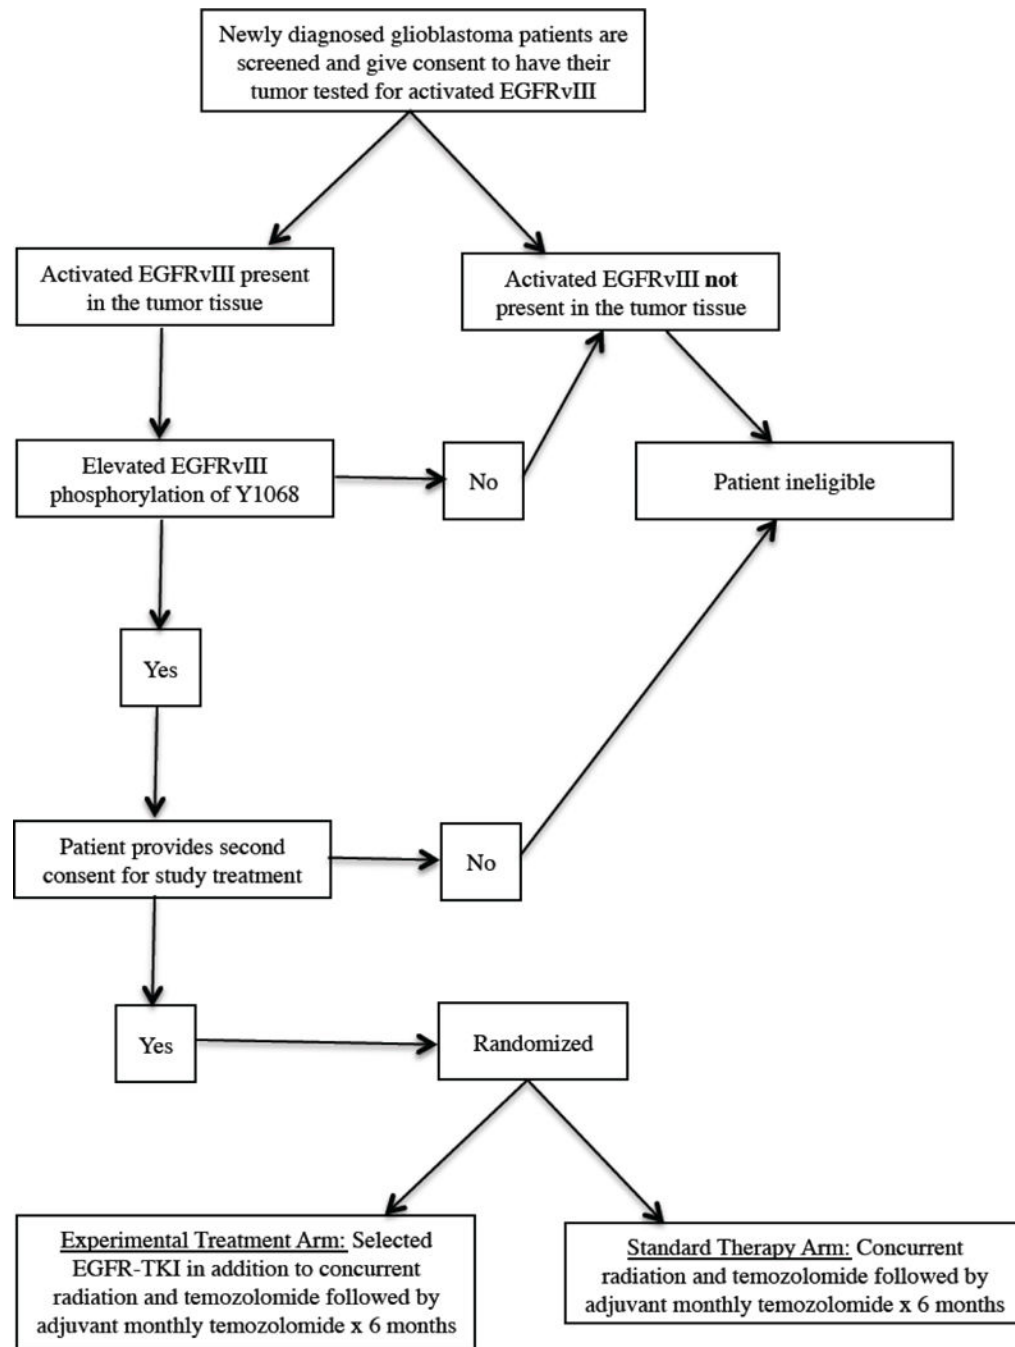 Newly diagnosed glioblastoma patients are
screened and give consent to have their
tumor tested for activated EGFRvIII
Activated EGFRvIII present
in the tumor tissue
Activated EGFRvIII not
present in the tumor tissue
Elevated EGFRvIII
phosphorylation of Y1068
No
Patient ineligible
Yes
Patient provides second
consent for study treatment
No
Yes
Randomized
Experimental Treatment Arm: Selected
EGFR-TKI in addition to concurrent
radiation and temozolomide followed by
adjuvant monthly temozolomide x 6 months
Standard Therapy Arm: Concurrent
radiation and temozolomide followed by
adjuvant monthly temozolomide x 6 months